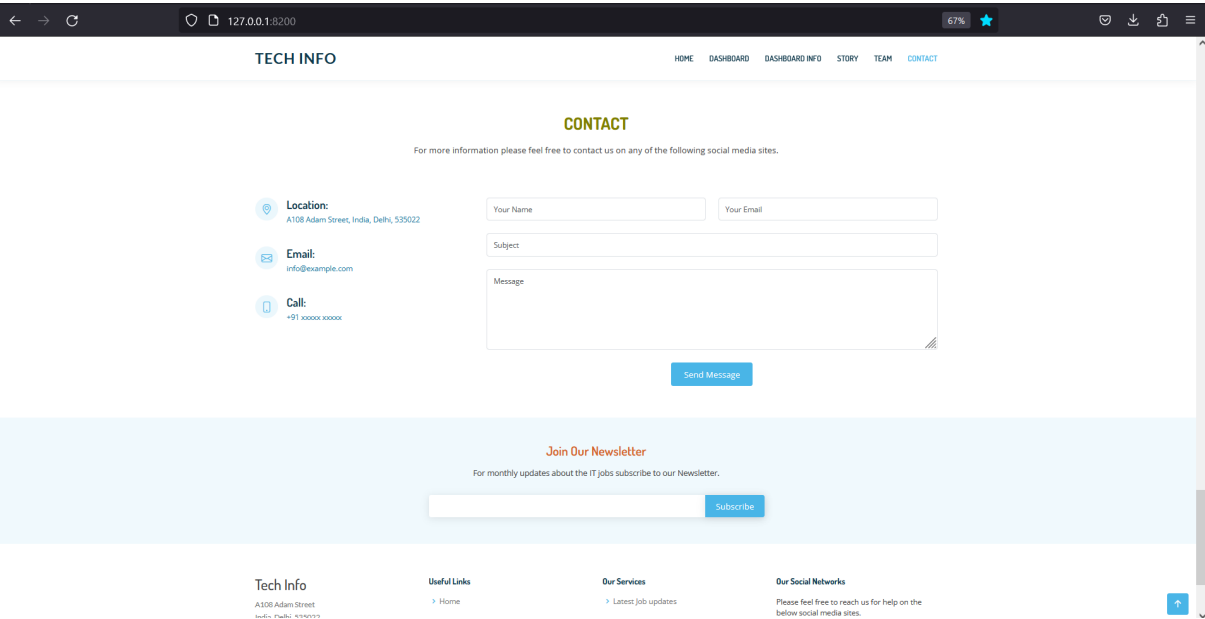 127.0.0.1:8200
67%
TECH INFO
HOME DASHBOARD DASHBOARD INFO STORY TEAM CONTACT
CONTACT
For more information please feel free to contact us on any of the following social media sites.
Location:
A108 Adam Street, India, Delhi, 535022
Email:
info@example.com
Call:
+91 xxxxx xxxxx
Your Name
Your Email
Subject
Message
Send Message
Join Our Newsletter
For monthly updates about the IT jobs subscribe to our Newsletter.
Subscribe
Tech Info
A108 Adam Street
India, Delhi, 535022
Useful Links
> Home
Our Services
> Latest Job updates
Our Social Networks
Please feel free to reach us for help on the
below social media sites.